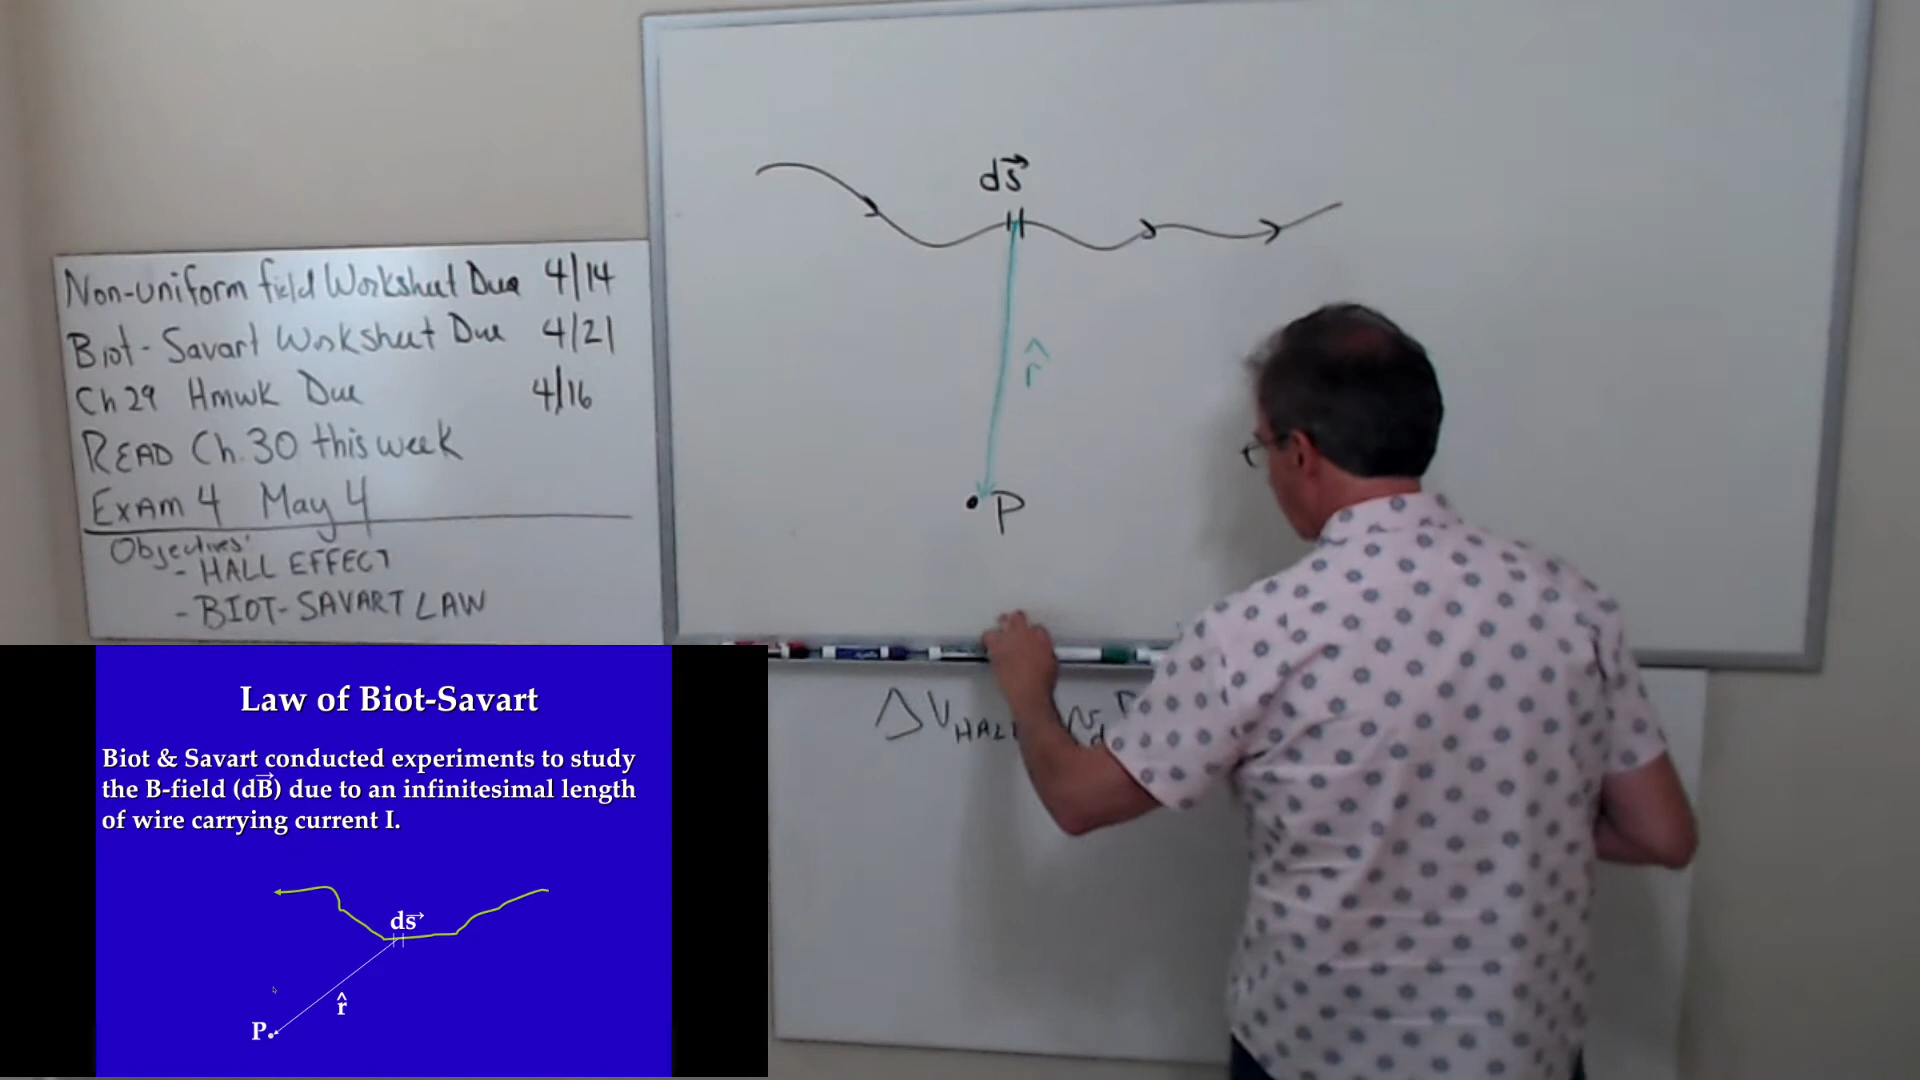 Non-uniform field Worksheet Due 4/14
Biot-Savart Worksheet Due 4/21
Ch 29 Hmwk Due 4/16
READ Ch. 30 this week
EXAM 4 May 4
Objectives:
- HALL EFFECT
- BIOT-SAVART LAW
ds⃗
r̂
P
ΔV HALL
Law of Biot-Savart
Biot & Savart conducted experiments to study
the B-field (dB⃗) due to an infinitesimal length
of wire carrying current I.
ds⃗
r̂
P.